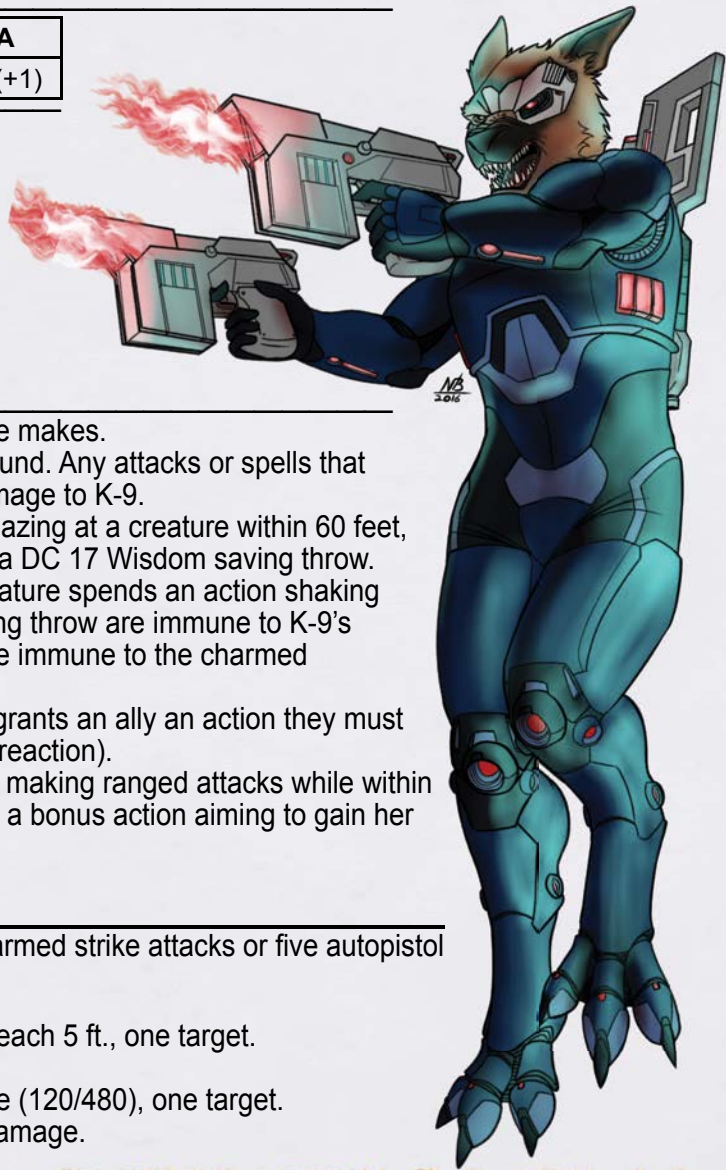 A
(+1)
NB
2016
e makes.
und. Any attacks or spells that
mage to K-9.
azing at a creature within 60 feet,
a DC 17 Wisdom saving throw.
ature spends an action shaking
ng throw are immune to K-9’s
e immune to the charmed
grants an ally an action they must
reaction).
making ranged attacks while within
a bonus action aiming to gain her
armed strike attacks or five autopistol
each 5 ft., one target.
e (120/480), one target.
amage.